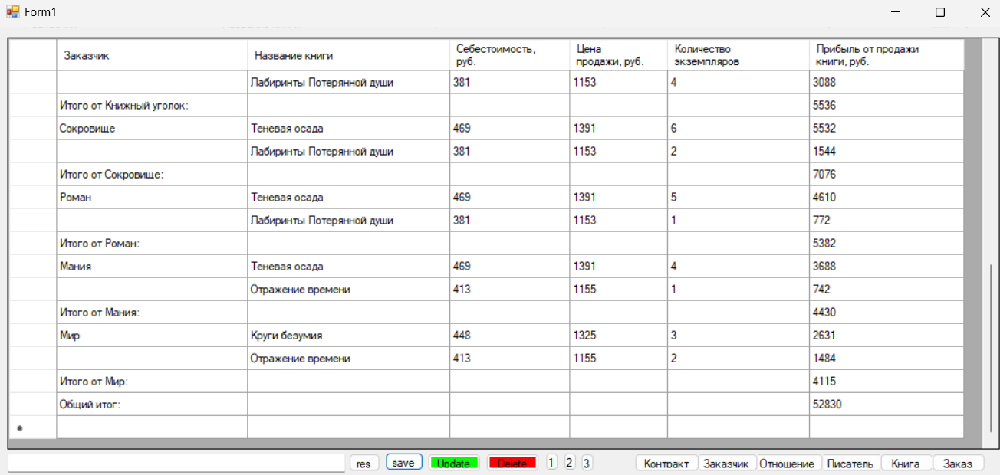 Form1
Заказчик Название книги Себестоимость, руб. Цена продажи, руб. Количество экземпляров Прибыль от продажи книги, руб.
Лабиринты Потерянной души 381 1153 4 3088
Итого от Книжный уголок: 5536
Сокровище Теневая осада 469 1391 6 5532
Лабиринты Потерянной души 381 1153 2 1544
Итого от Сокровище: 7076
Роман Теневая осада 469 1391 5 4610
Лабиринты Потерянной души 381 1153 1 772
Итого от Роман: 5382
Мания Теневая осада 469 1391 4 3688
Отражение времени 413 1155 1 742
Итого от Мания: 4430
Мир Круги безумия 448 1325 3 2631
Отражение времени 413 1155 2 1484
Итого от Мир: 4115
Общий итог: 52830
res save Update Delete 1 2 3 Контракт Заказчик Отношение Писатель Книга Заказ